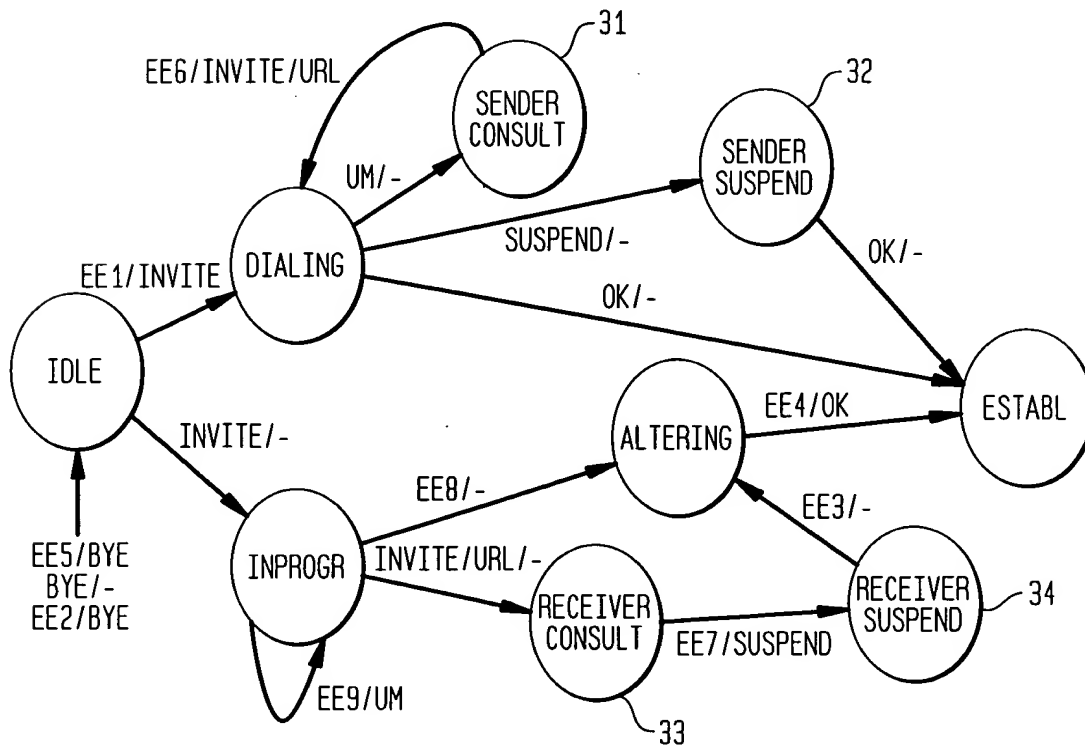 31
EE6/INVITE/URL
SENDER
CONSULT
32
SENDER
SUSPEND
UM/-
DIALING
SUSPEND/-
OK/-
EE1/INVITE
OK/-
IDLE
ESTABL
EE4/OK
ALTERING
INVITE/-
EE8/-
EE3/-
EE5/BYE
BYE/-
EE2/BYE
INPROGR
INVITE/URL/-
RECEIVER
CONSULT
RECEIVER
SUSPEND
34
EE7/SUSPEND
EE9/UM
33